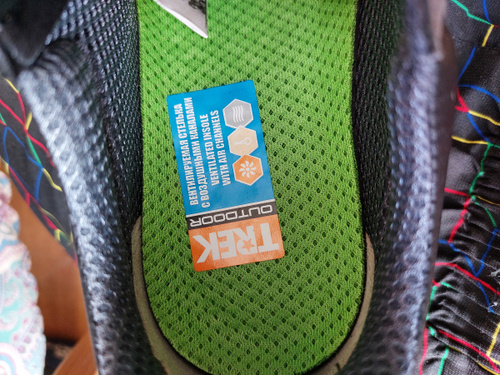 ВЕНТИЛИРУЕМАЯ СТЕЛЬКА
С ВОЗДУШНЫМИ КАНАЛАМИ
VENTILATED INSOLE
WITH AIR CHANNELS
TREK
OUTDOOR